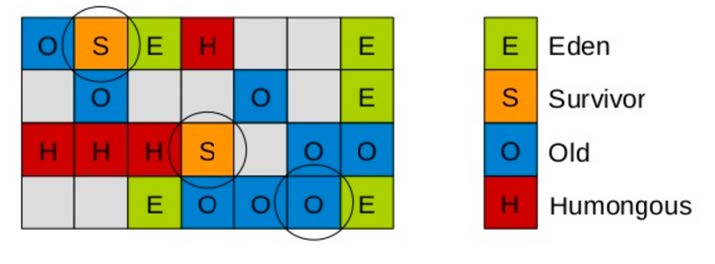 O S E H E
O O E
H H H S O O
E O O O E
E Eden
S Survivor
O Old
H Humongous